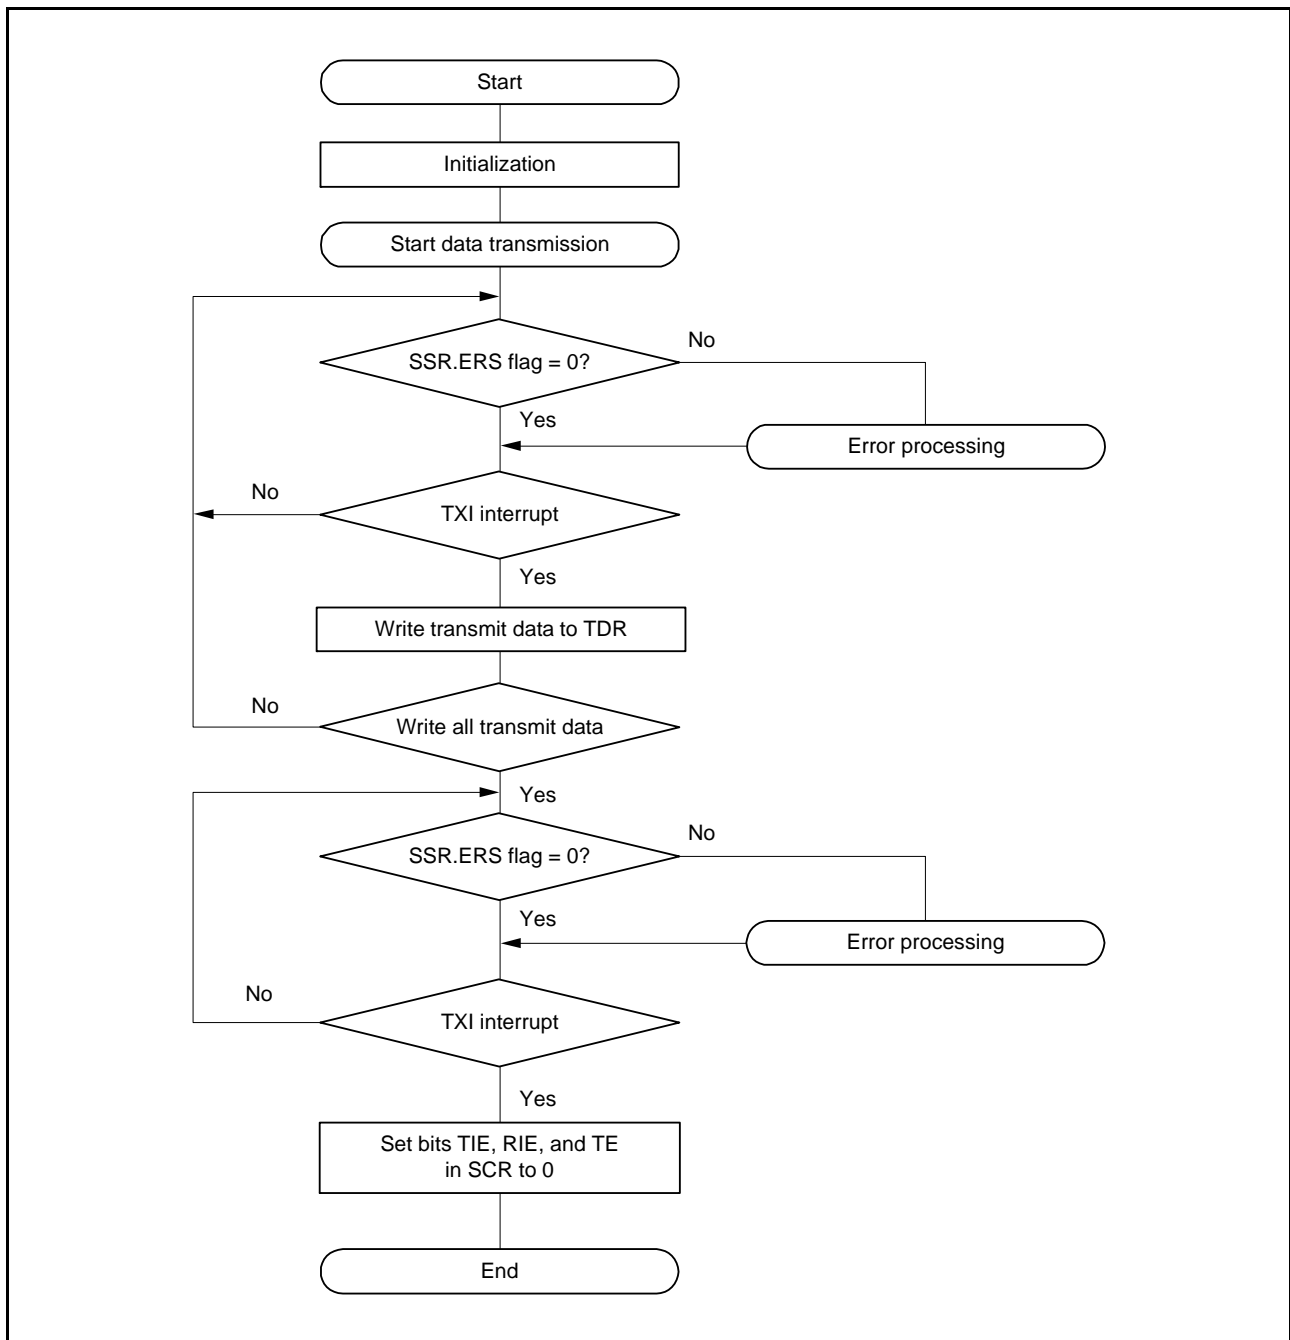 Start
Initialization
Start data transmission
SSR.ERS flag = 0?
No
Yes
Error processing
No
TXI interrupt
Yes
Write transmit data to TDR
No
Write all transmit data
Yes
SSR.ERS flag = 0?
No
Yes
Error processing
No
TXI interrupt
Yes
Set bits TIE, RIE, and TE
in SCR to 0
End